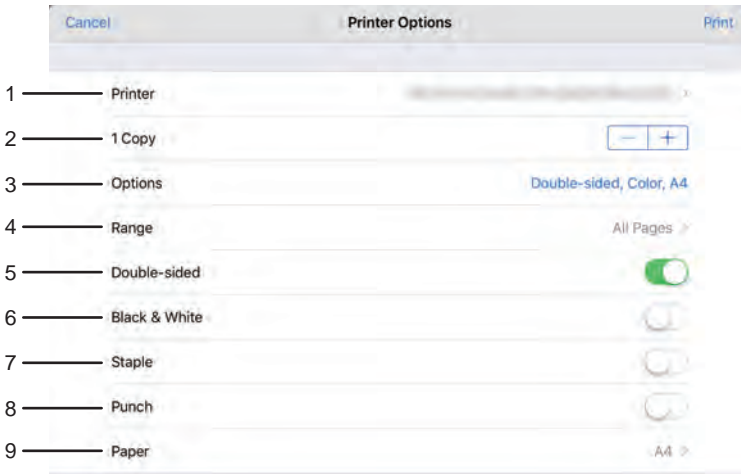 Cancel Printer Options Print
1 Printer
2 1 Copy − +
3 Options Double-sided, Color, A4
4 Range All Pages >
5 Double-sided
6 Black & White
7 Staple
8 Punch
9 Paper A4 >